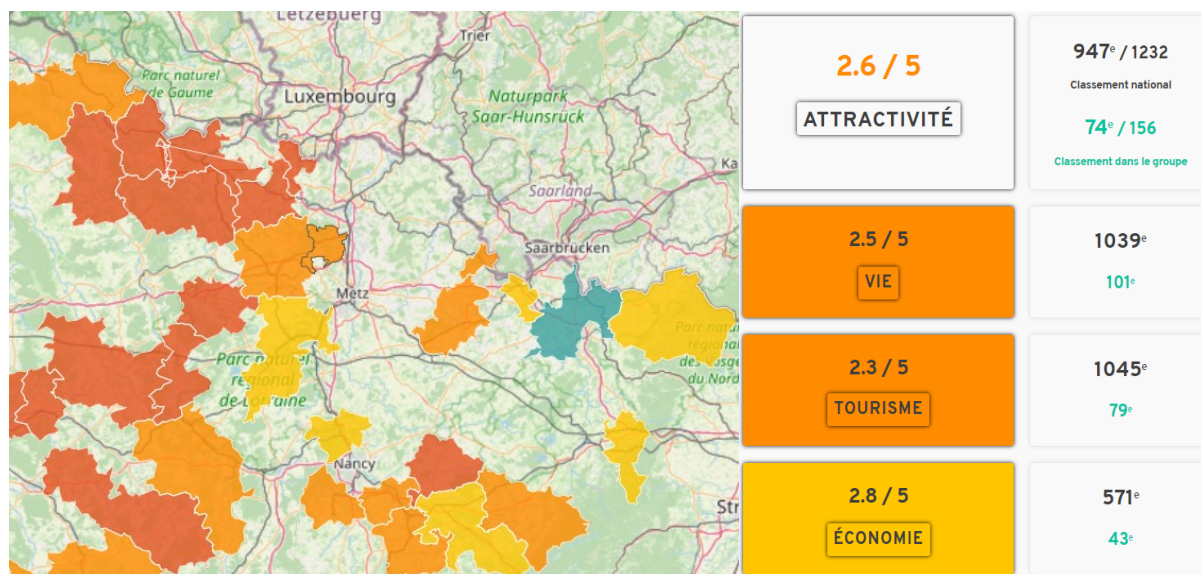 Letzebuerg
Trier
Parc naturel
de Gaume
Luxembourg
Naturpark
Saar-Hunsrück
Ka
Saarland
Saarbrücken
Metz
Parc natu
régional
des Vosge
du Nord
Parc naturel
régional
de Lorraine
Nancy
Str
2.6 / 5
ATTRACTIVITÉ
947e / 1232
Classement national
74e / 156
Classement dans le groupe
2.5 / 5
VIE
1039e
101e
2.3 / 5
TOURISME
1045e
79e
2.8 / 5
ÉCONOMIE
571e
43e